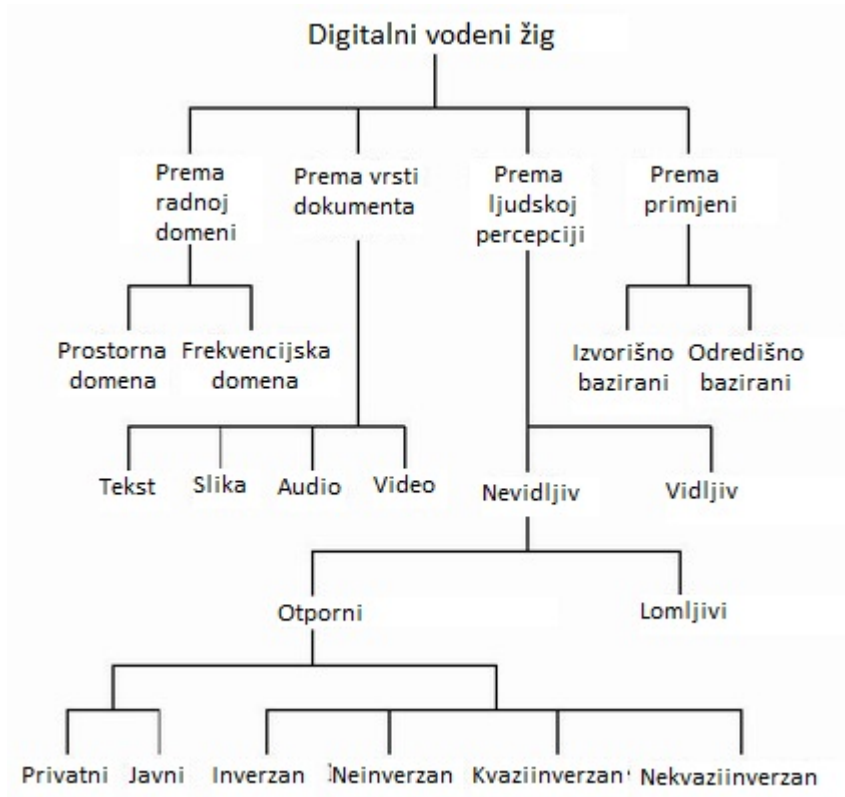 Digitalni vodeni žig
Prema
radnoj
domeni
Prema vrsti
dokumenta
Prema
ljudskoj
percepciji
Prema
primjeni
Prostorna
domena
Frekvencijska
domena
Izvorišno
bazirani
Odredišno
bazirani
Tekst
Slika
Audio
Video
Nevidljiv
Vidljiv
Otporni
Lomljivi
Privatni
Javni
Inverzan
Neinverzan
Kvaziinverzan
Nekvaziinverzan